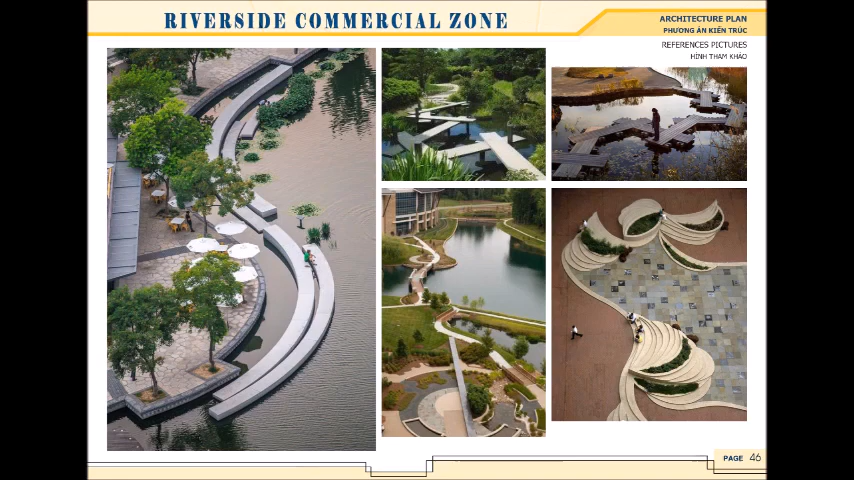 RIVERSIDE COMMERCIAL ZONE
ARCHITECTURE PLAN
PHƯƠNG ÁN KIẾN TRÚC
REFERENCES PICTURES
HÌNH THAM KHẢO
PAGE 46